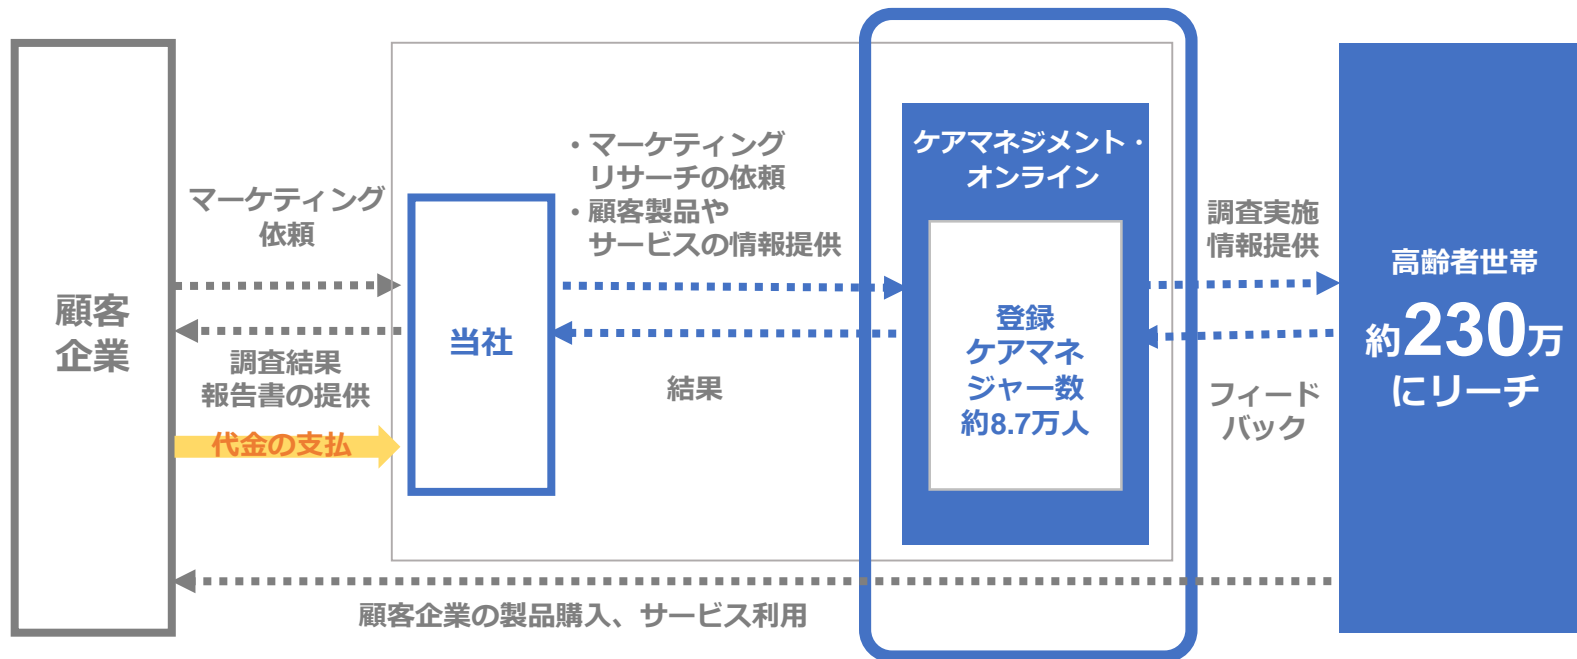 顧客
企業
マーケティング
依頼
調査結果
報告書の提供
代金の支払
当社
・マーケティング
リサーチの依頼
・顧客製品や
サービスの情報提供
結果
ケアマネジメント・
オンライン
登録
ケアマネ
ジャー数
約8.7万人
調査実施
情報提供
フィード
バック
高齢者世帯
約230万
にリーチ
顧客企業の製品購入、サービス利用